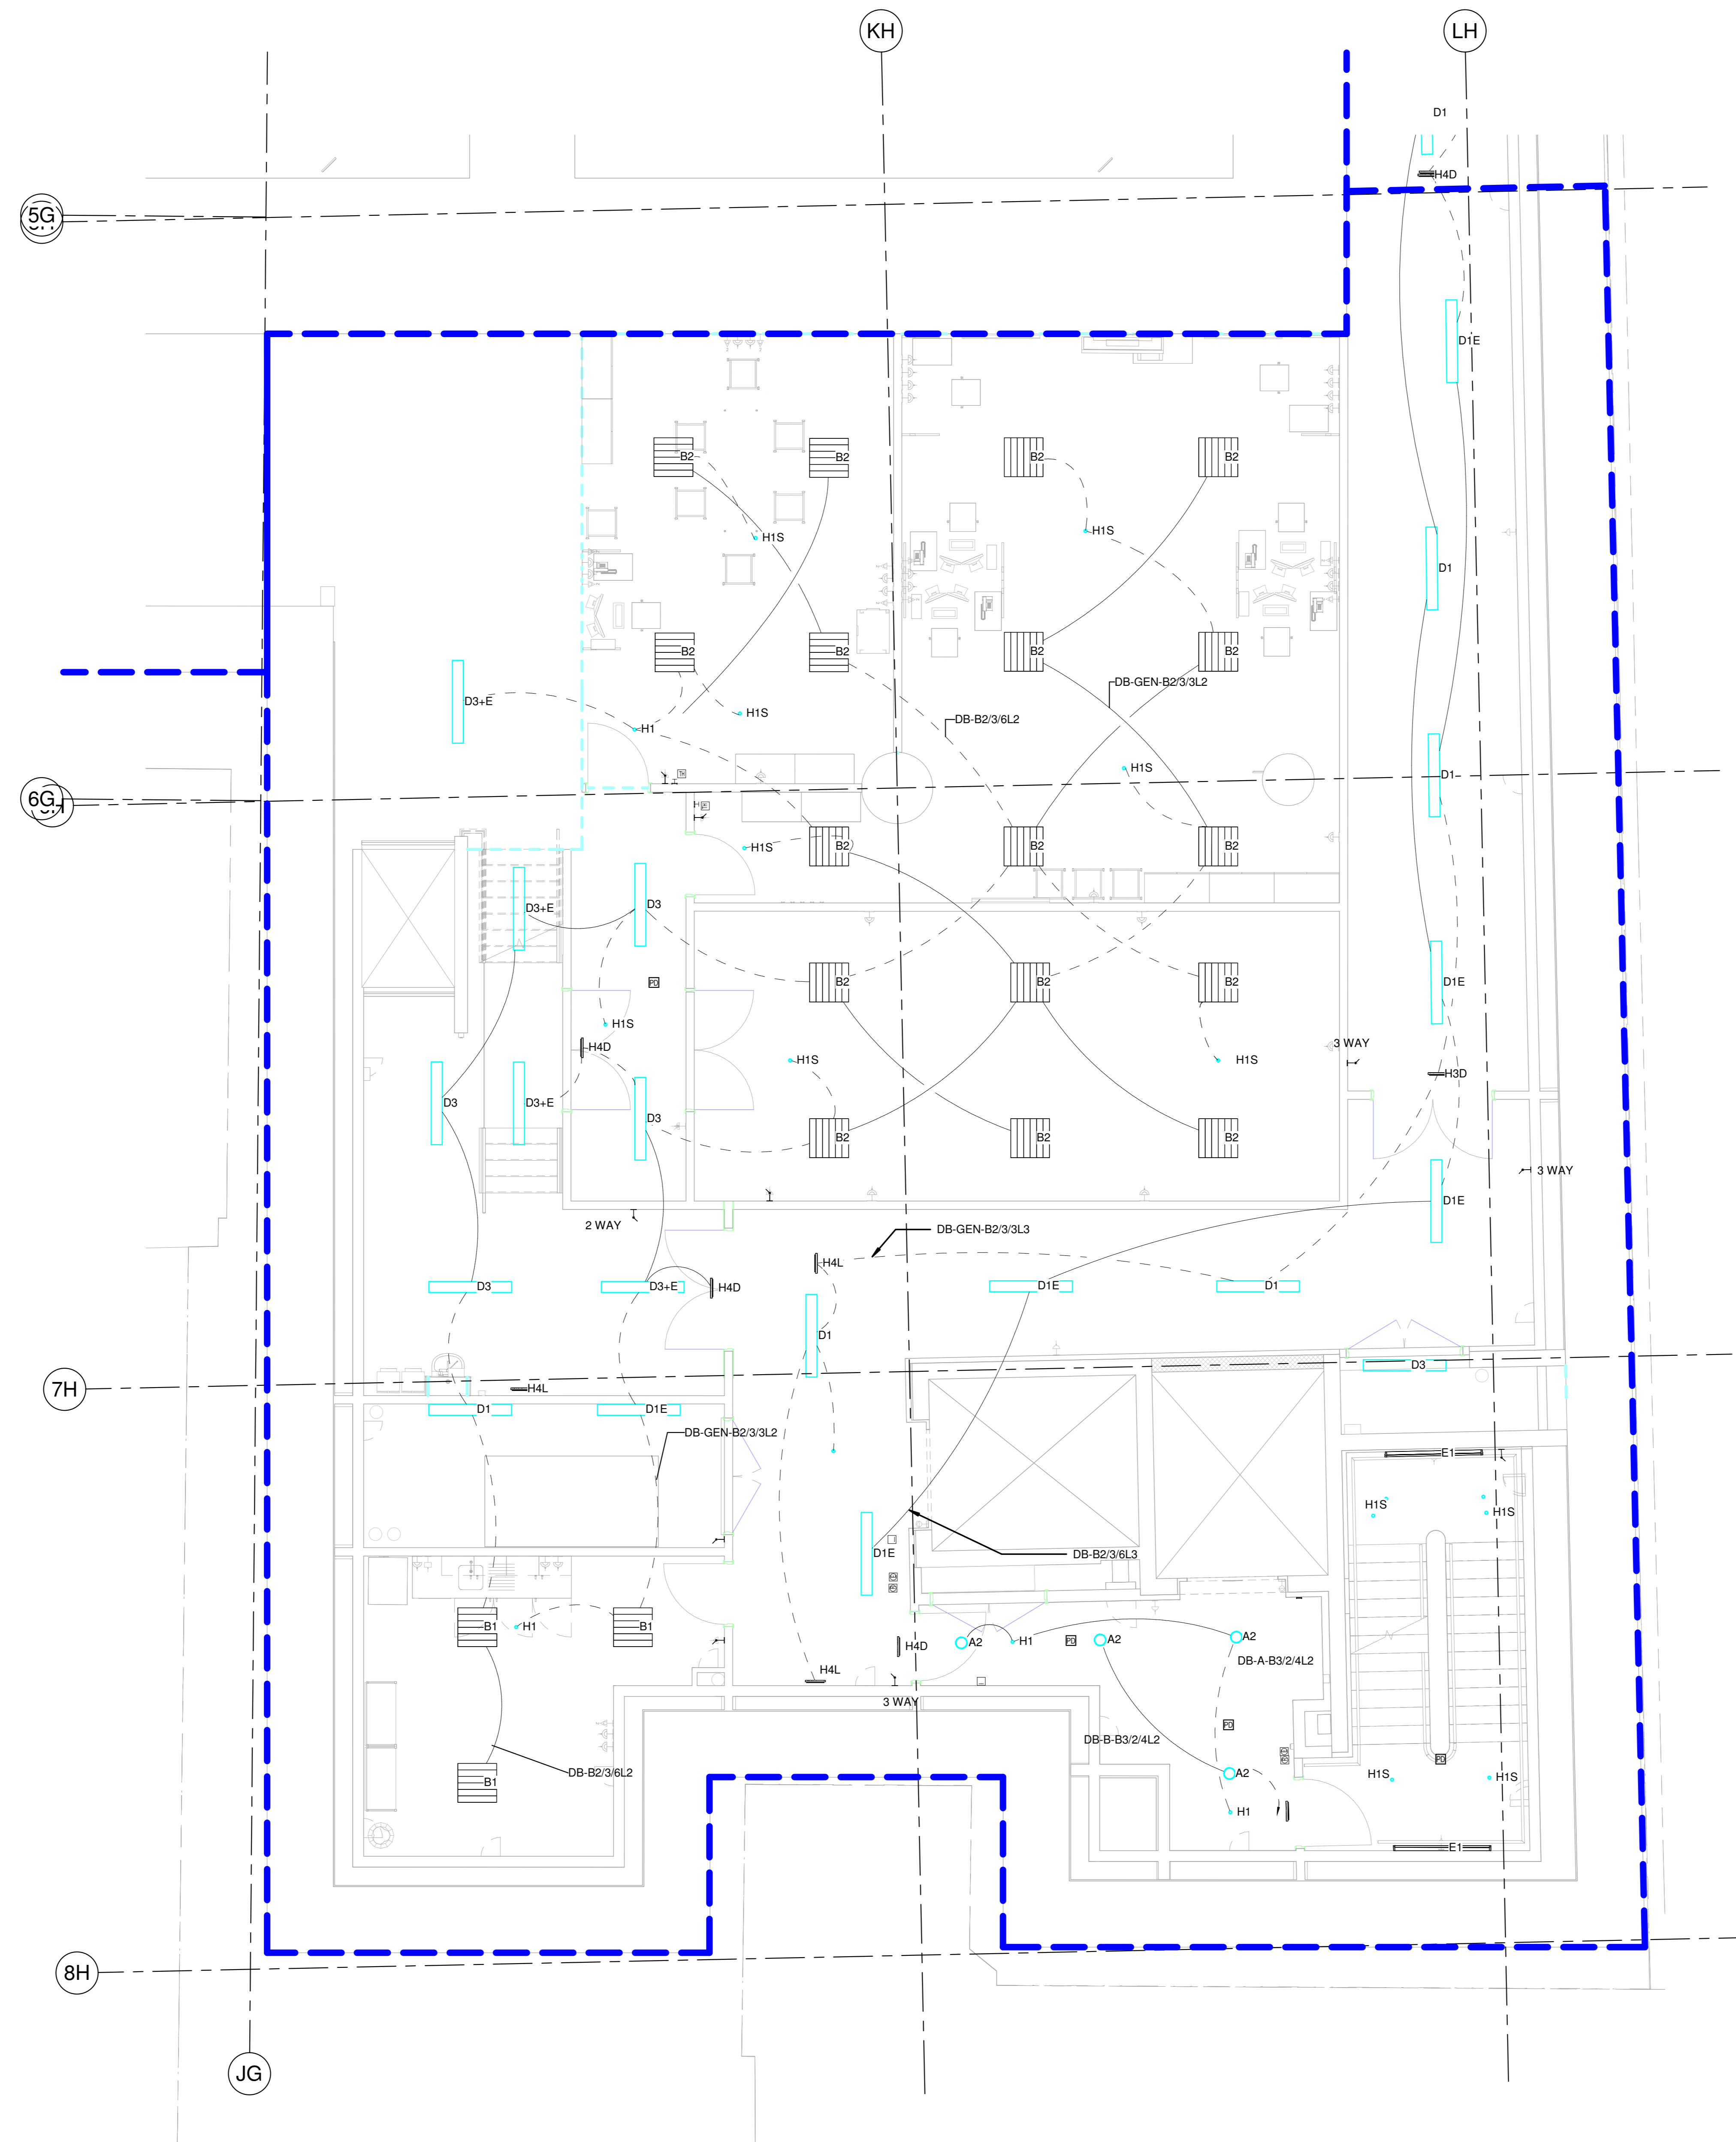 KH
LH
D1
H4D
5G
D1E
B2
B2
B2
B2
H1S
H1S
D1
B2
B2
B2
B2
DB-GEN-B2/3/3L2
D3+E
H1S
DB-B2/3/6L2
H1
H1S
D1
6G
B2
B2
B2
H1S
D3+E
D3
B2
B2
B2
D1E
PD
H1S
H4D
3 WAY
H1S
H1S
H3D
D3
D3+E
D3
B2
B2
B2
3 WAY
D1E
2 WAY
DB-GEN-B2/3/3L3
H4L
D3
D3+E
H4D
D1E
D1
D1
D3
7H
H4L
D1
D1E
DB-GEN-B2/3/3L2
E1
H1S
H1S
D1E
DB-B2/3/6L3
B1
H1
B1
H4D
A2
H1
PD
A2
A2
DB-A-B3/2/4L2
H4L
3 WAY
PD
DB-B-B3/2/4L2
PD
DB-B2/3/6L2
B1
A2
H1S
H1S
H1
E1
8H
JG